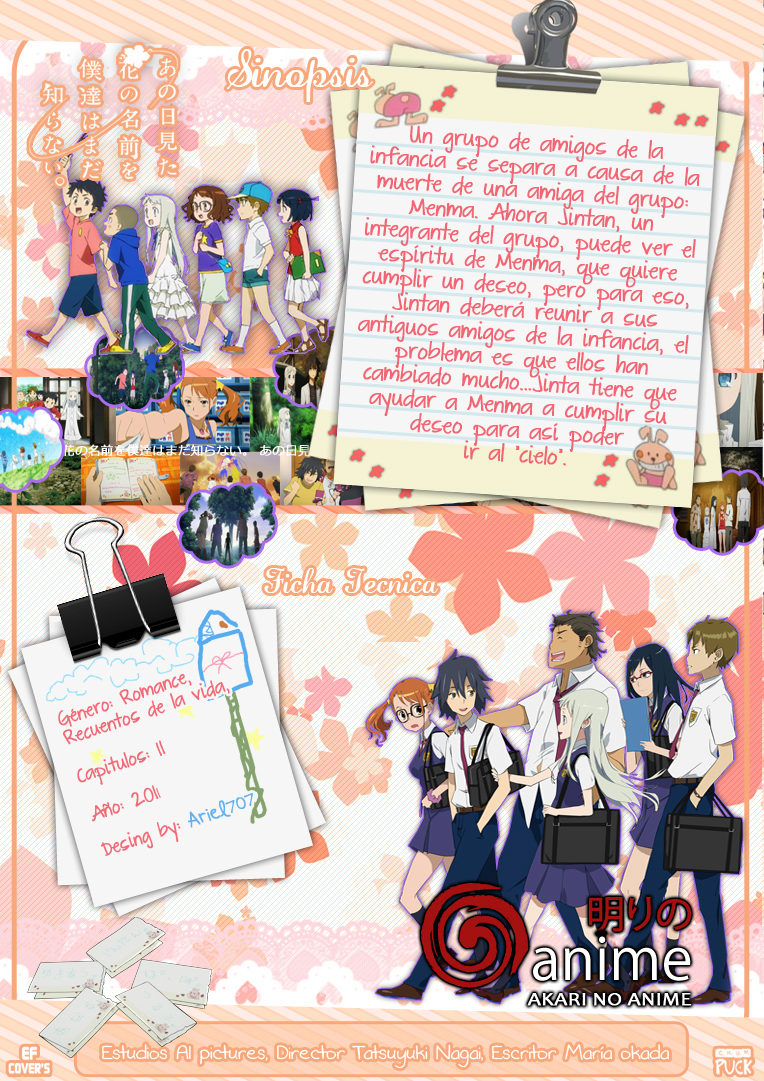 あの日見た
花の名前を
僕達はまだ
知らない。
Sinopsis
Un grupo de amigos de la
infancia se separa a causa de la
muerte de una amiga del grupo:
Menma. Ahora Jintan, un
integrante del grupo, puede ver el
espíritu de Menma, que quiere
cumplir un deseo, pero para eso,
Jintan deberá reunir a sus
antiguos amigos de la infancia, el
problema es que ellos han
cambiado mucho...Jinta tiene que
ayudar a Menma a cumplir su
deseo para así poder
ir al "cielo".
花の名前を僕達はまだ知らない。 あの日見
Ficha Tecnica
Género: Romance,
Recuentos de la vida,
Capitulos: 11
Año: 2011
Desing by: Ariel707
明りの
anime
AKARI NO ANIME
Estudios A1 pictures, Director Tatsuyuki Nagai, Escritor María okada
EF
COVER'S
CHUM
PUCK